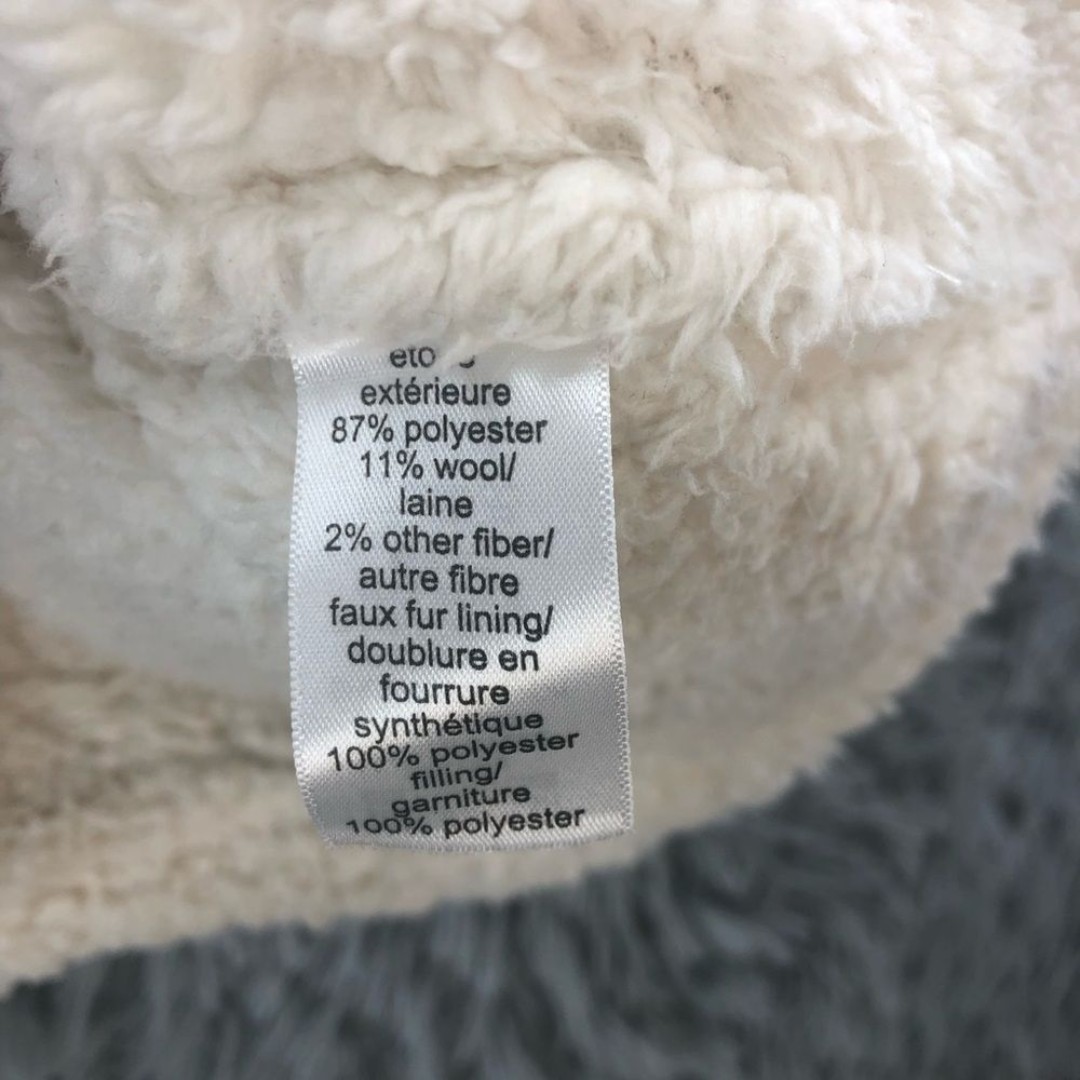 extérieure
87% polyester
11% wool/
laine
2% other fiber/
autre fibre
faux fur lining/
doublure en
fourrure
synthétique
100% polyester
filling/
garniture
100% polyester